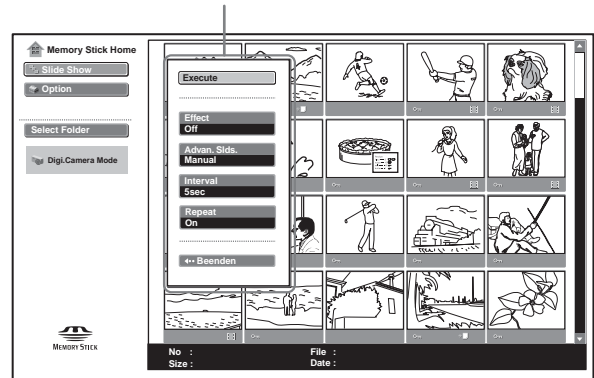 Memory Stick Home
Slide Show
Option
Select Folder
Digi.Camera Mode
Execute
Effect
Off
Advan. Slds.
Manual
Interval
5sec
Repeat
On
Beenden
MEMORY STICK
No :
File :
Size :
Date :